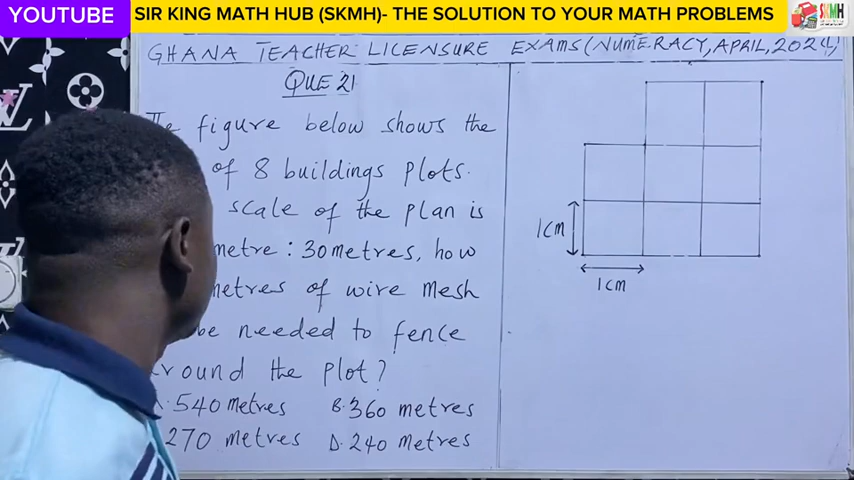 YOUTUBE
SIR KING MATH HUB (SKMH)- THE SOLUTION TO YOUR MATH PROBLEMS
SKMH
GHANA TEACHER LICENSURE EXAMS (NUMERACY, APRIL, 2024)
QUE 21
The figure below shows the
of 8 buildings plots.
scale of the plan is
metre : 30 metres, how
metres of wire mesh
be needed to fence
around the plot?
540 metres B. 360 metres
270 metres D. 240 metres
1cm
1cm